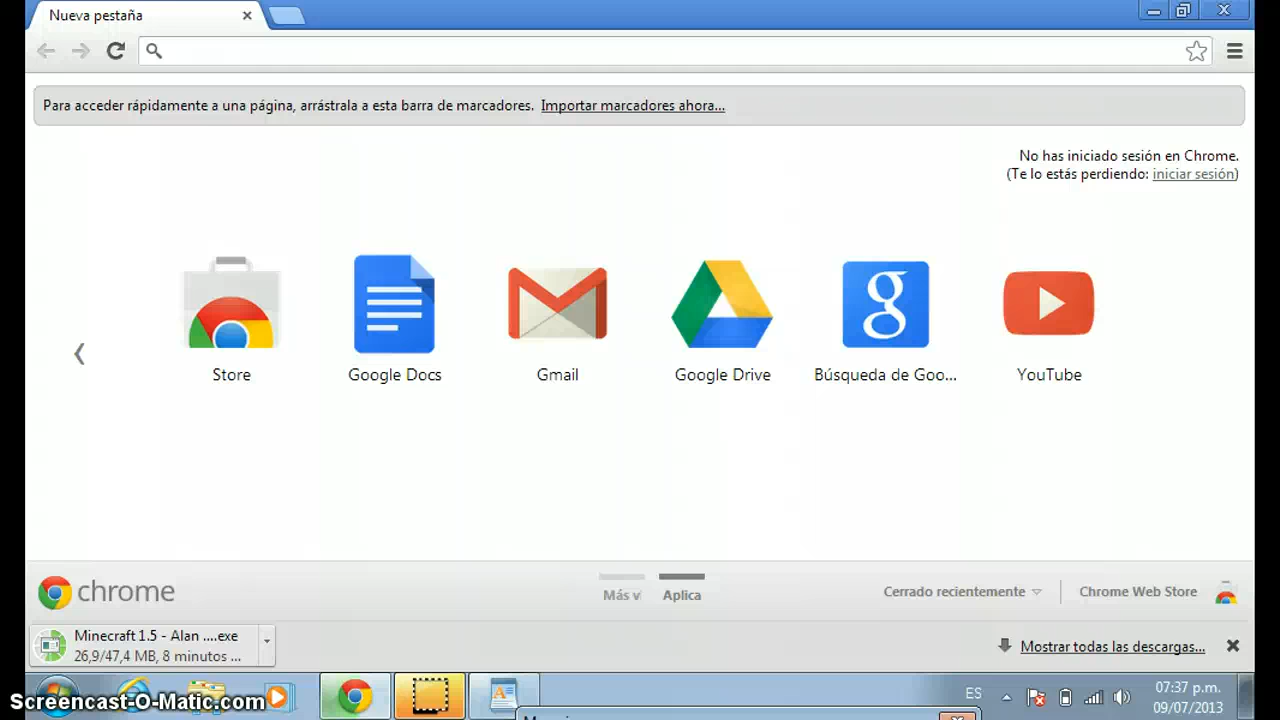 Nueva pestaña
Para acceder rápidamente a una página, arrástrala a esta barra de marcadores. Importar marcadores ahora...
No has iniciado sesión en Chrome.
(Te lo estás perdiendo: iniciar sesión)
Store
Google Docs
Gmail
Google Drive
Búsqueda de Goo...
YouTube
chrome
Más v
Aplica
Cerrado recientemente
Chrome Web Store
Minecraft 1.5 - Alan ....exe
26,9/47,4 MB, 8 minutos ...
Mostrar todas las descargas...
Screencast-O-Matic.com
ES
07:37 p.m.
09/07/2013